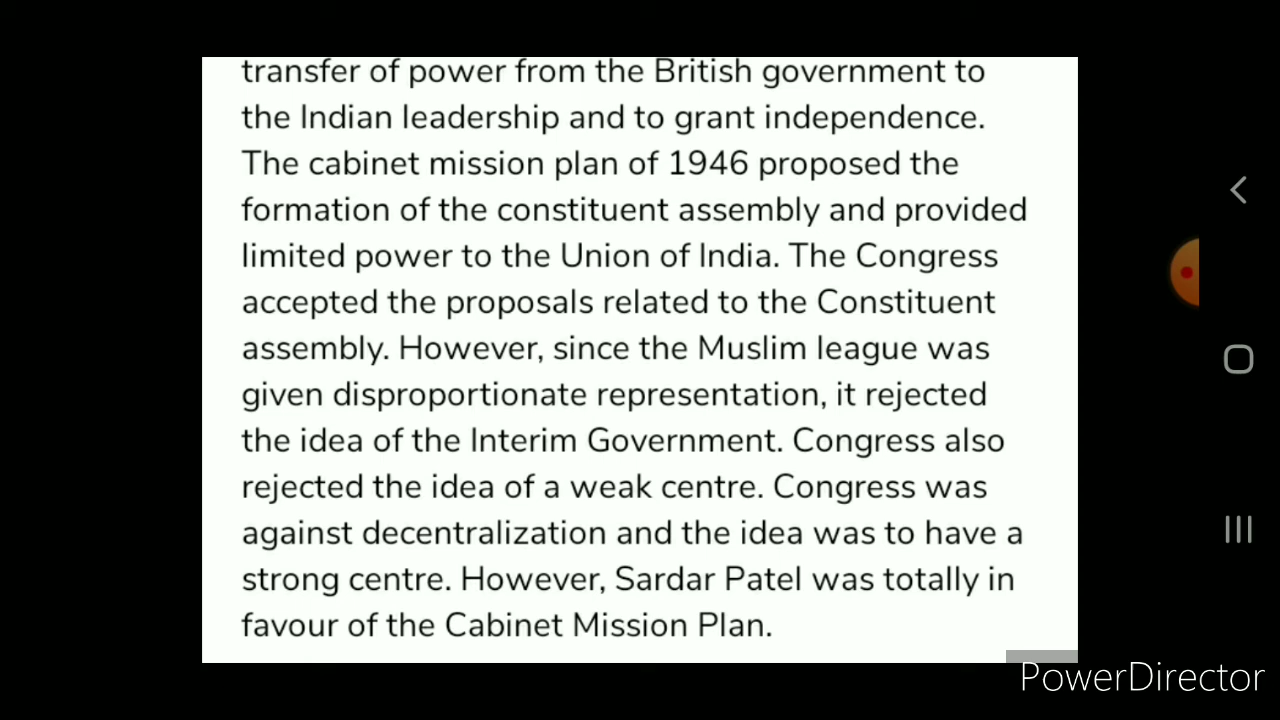 transfer of power from the British government to
the Indian leadership and to grant independence.
The cabinet mission plan of 1946 proposed the
formation of the constituent assembly and provided
limited power to the Union of India. The Congress
accepted the proposals related to the Constituent
assembly. However, since the Muslim league was
given disproportionate representation, it rejected
the idea of the Interim Government. Congress also
rejected the idea of a weak centre. Congress was
against decentralization and the idea was to have a
strong centre. However, Sardar Patel was totally in
favour of the Cabinet Mission Plan.
PowerDirector